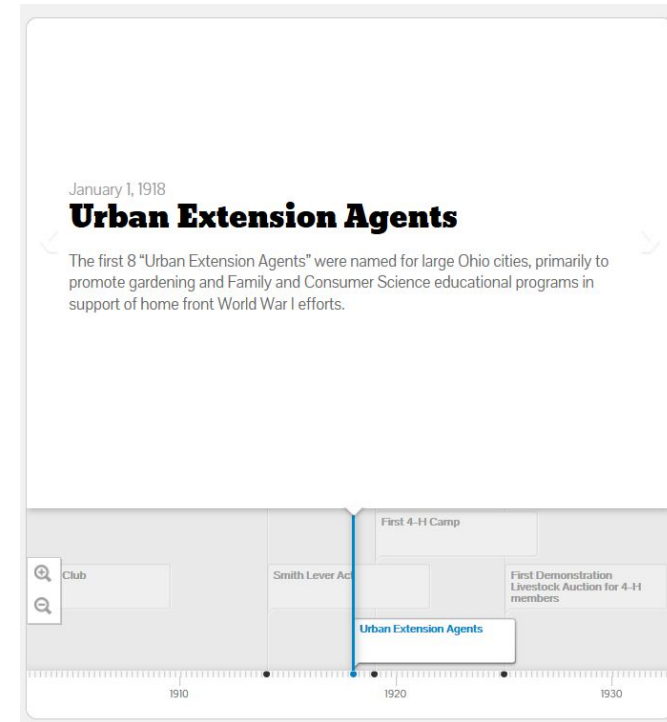 January 1, 1918
Urban Extension Agents
The first 8 “Urban Extension Agents” were named for large Ohio cities, primarily to
promote gardening and Family and Consumer Science educational programs in
support of home front World War I efforts.
First 4-H Camp
Club
Smith Lever Act
First Demonstration
Livestock Auction for 4-H
members
Urban Extension Agents
1910
1920
1930